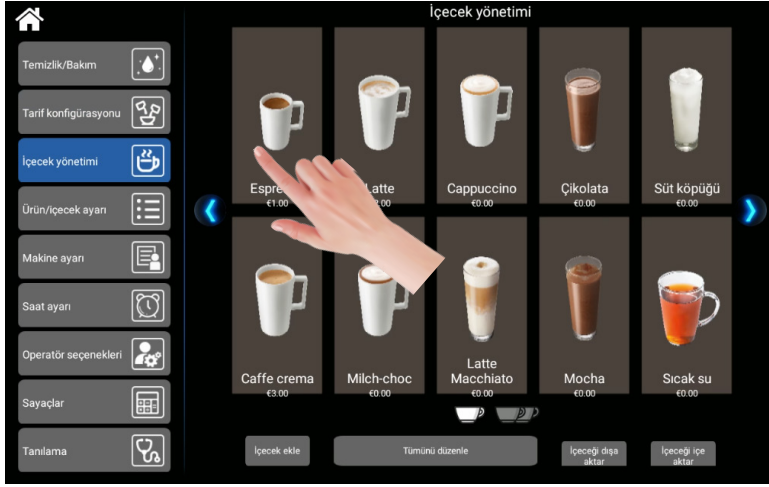 İçecek yönetimi
Temizlik/Bakım
Tarif konfigürasyonu
İçecek yönetimi
Ürün/içecek ayarı
Makine ayarı
Saat ayarı
Operatör seçenekleri
Sayaçlar
Tanılama
Latte
Cappuccino
Çikolata
Süt köpüğü
€1.00
€0.00
€0.00
€0.00
Caffe crema
Milch-choc
Latte
Macchiato
Mocha
Sıcak su
€3.00
€0.00
€0.00
€0.00
€0.00
İçecek ekle
Tümünü düzenle
İçeceği dışa
aktar
İçeceği içe
aktar